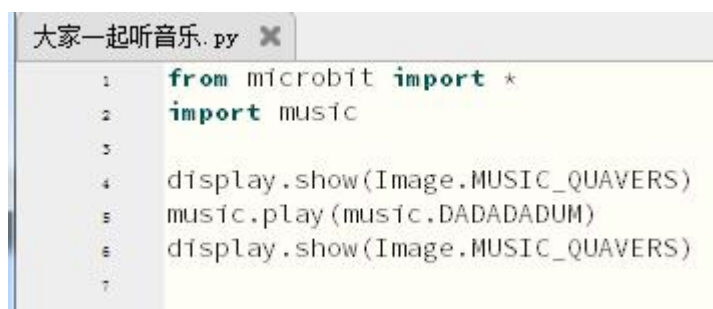 大家一起听音乐.py
1 from microbit import *
2 import music
3
4 display.show(Image.MUSIC_QUAVERS)
5 music.play(music.DADADADUM)
6 display.show(Image.MUSIC_QUAVERS)
7